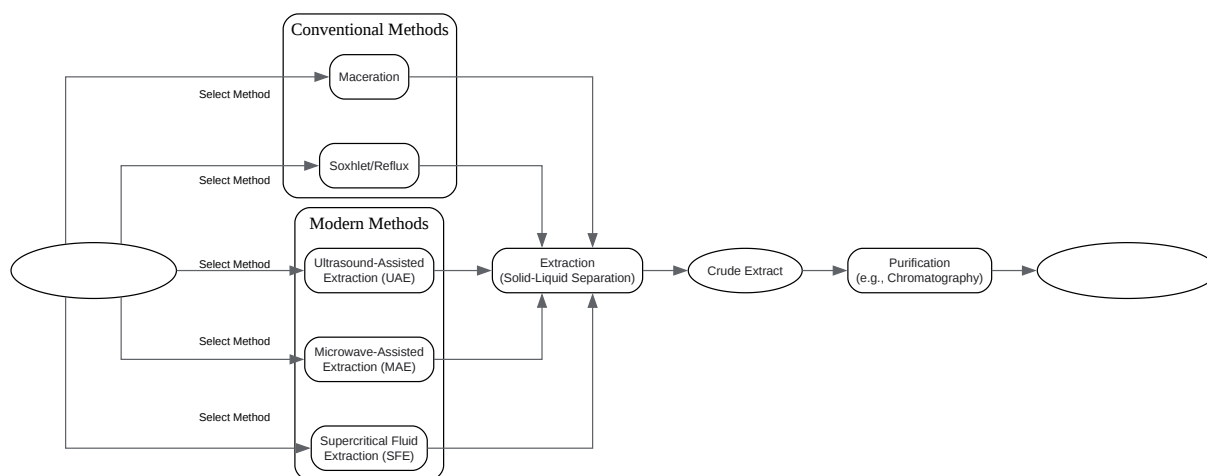 Conventional Methods
Maceration
Select Method
Soxhlet/Reflux
Select Method
Modern Methods
Ultrasound-Assisted
Extraction (UAE)
Select Method
Microwave-Assisted
Extraction (MAE)
Select Method
Supercritical Fluid
Extraction (SFE)
Select Method
Extraction
(Solid-Liquid Separation)
Crude Extract
Purification
(e.g., Chromatography)